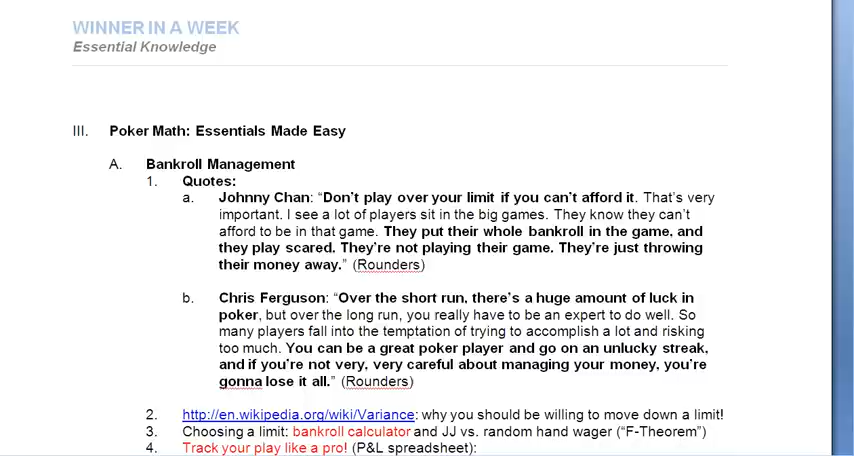 WINNER IN A WEEK
Essential Knowledge
III. Poker Math: Essentials Made Easy
A. Bankroll Management
1. Quotes:
a. Johnny Chan: “Don’t play over your limit if you can’t afford it. That’s very
important. I see a lot of players sit in the big games. They know they can’t
afford to be in that game. They put their whole bankroll in the game, and
they play scared. They’re not playing their game. They’re just throwing
their money away.” (Rounders)
b. Chris Ferguson: “Over the short run, there’s a huge amount of luck in
poker, but over the long run, you really have to be an expert to do well. So
many players fall into the temptation of trying to accomplish a lot and risking
too much. You can be a great poker player and go on an unlucky streak,
and if you’re not very, very careful about managing your money, you’re
gonna lose it all.” (Rounders)
2. http://en.wikipedia.org/wiki/Variance: why you should be willing to move down a limit!
3. Choosing a limit: bankroll calculator and JJ vs. random hand wager (“F-Theorem”)
4. Track your play like a pro! (P&L spreadsheet):